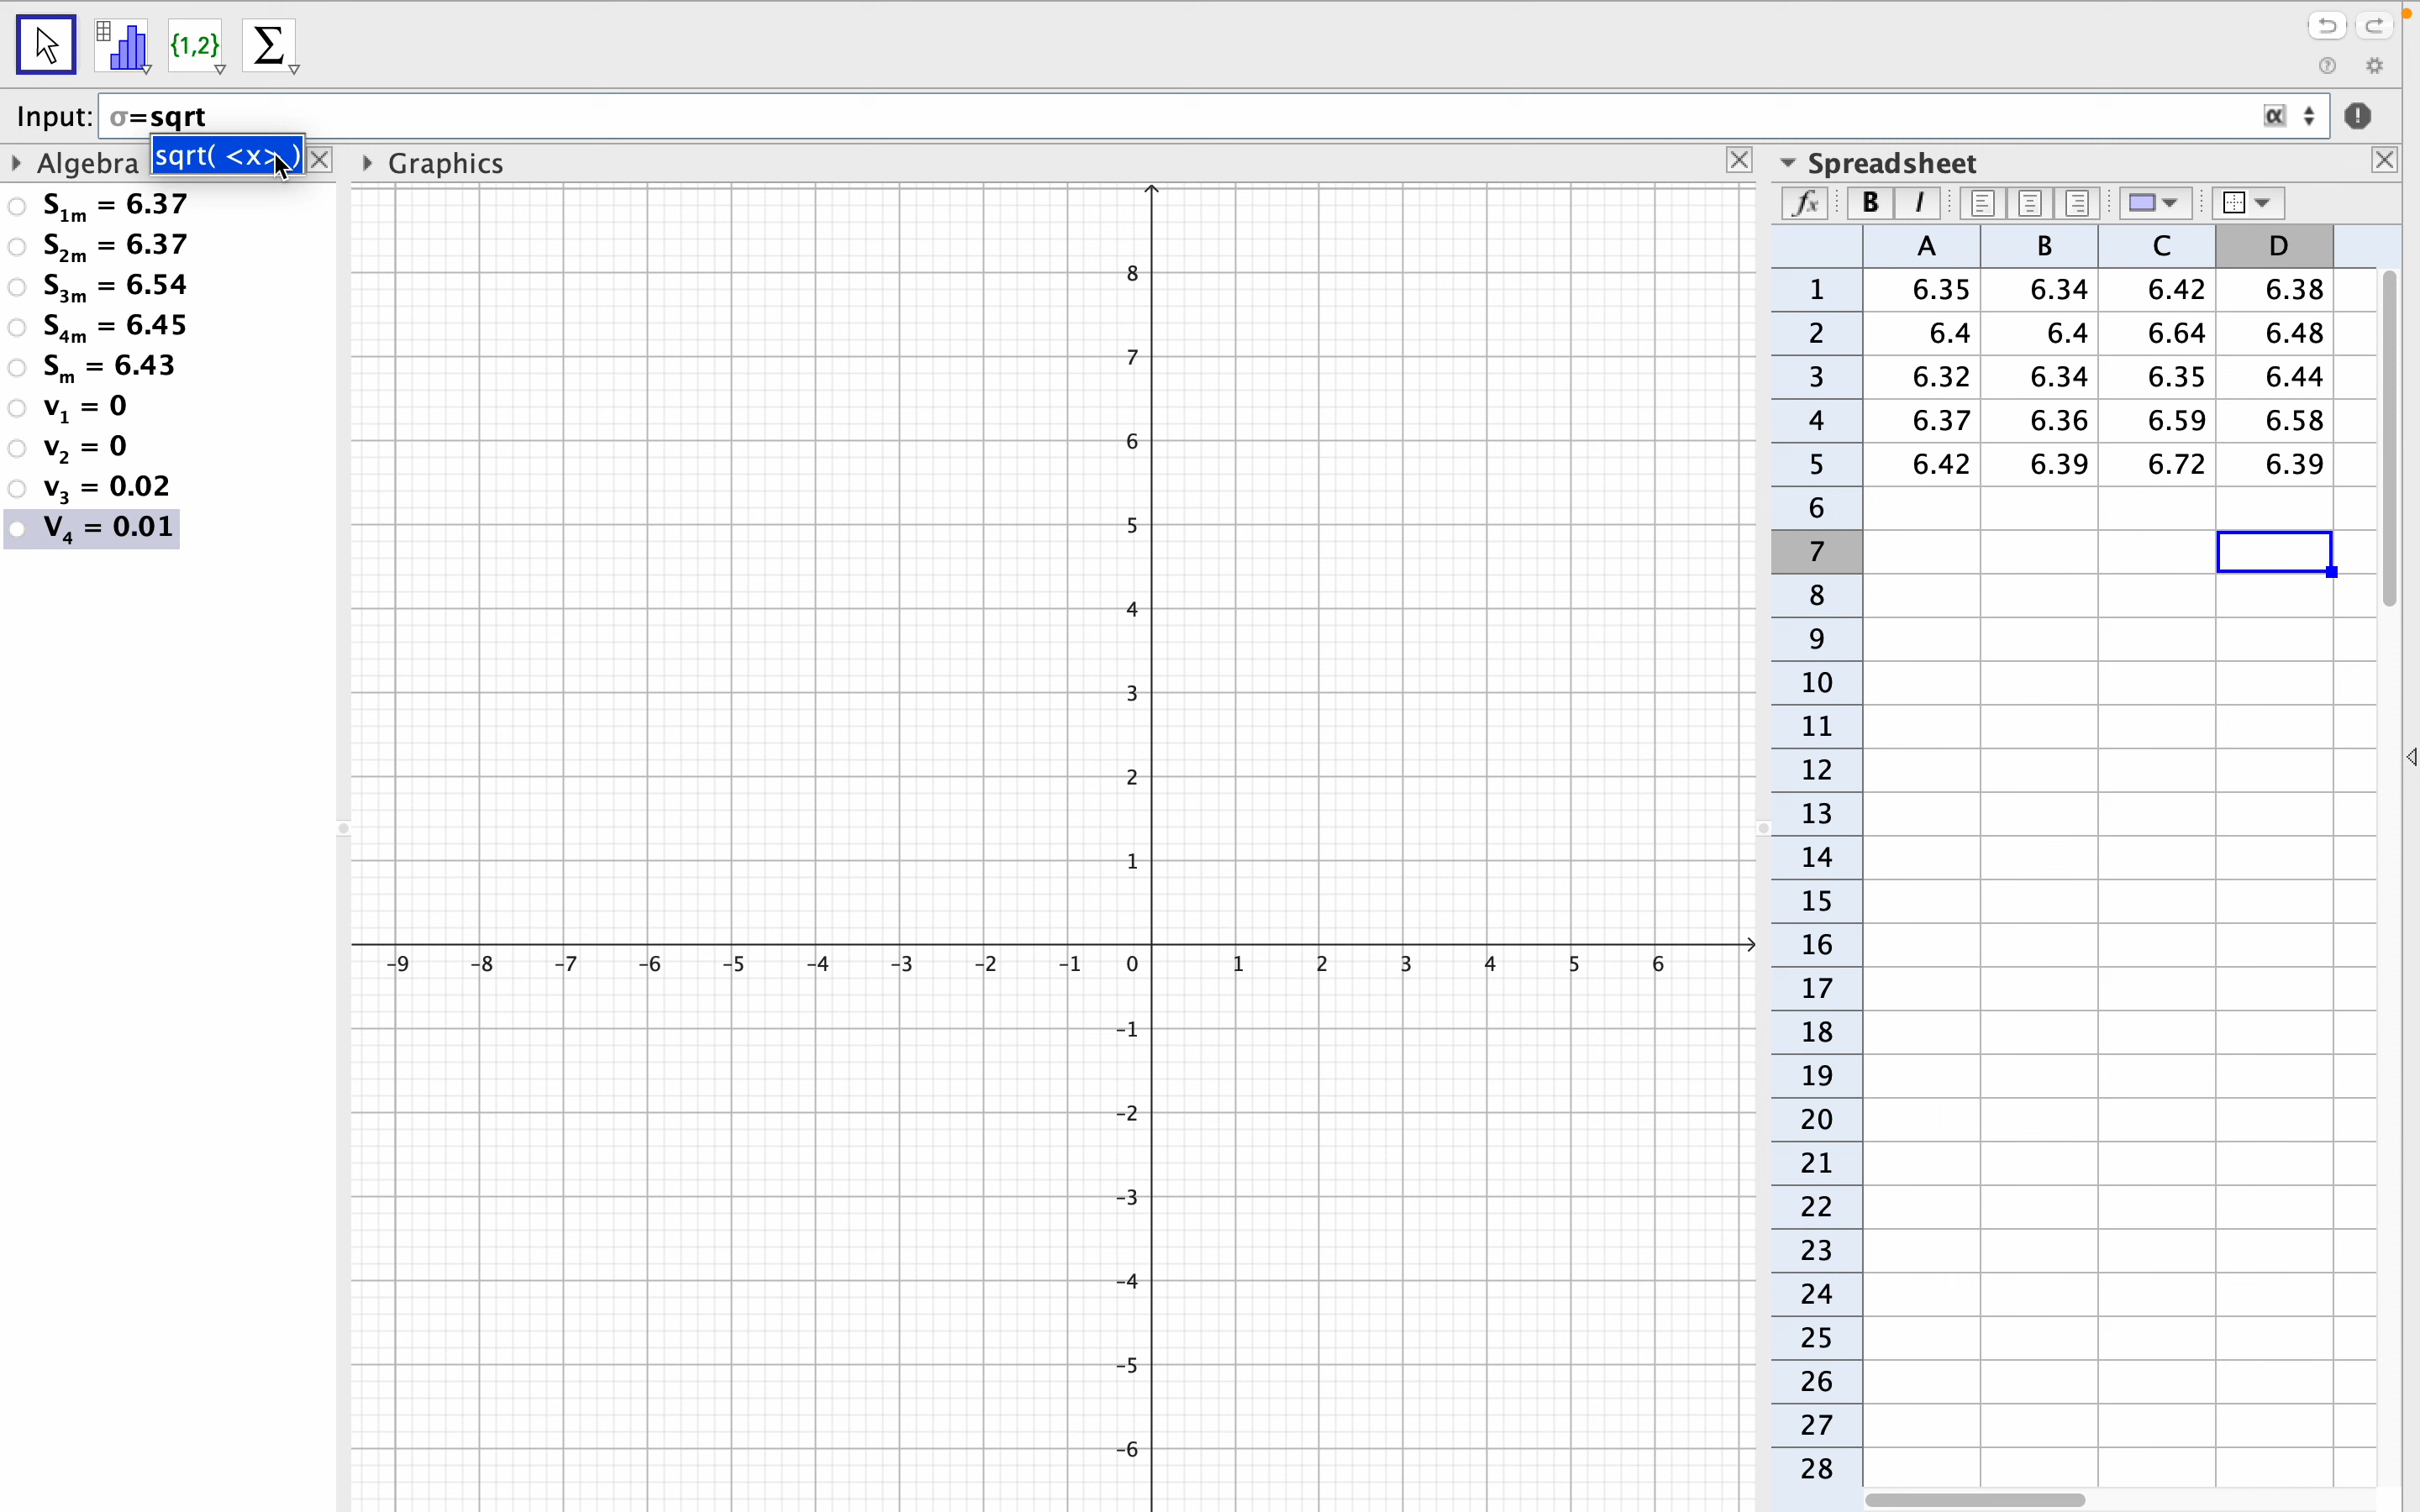 {1,2} Σ
Input: σ=sqrt α
sqrt( <x> )
Algebra
S1m = 6.37
S2m = 6.37
S3m = 6.54
S4m = 6.45
Sm = 6.43
v1 = 0
v2 = 0
v3 = 0.02
V4 = 0.01
Graphics
8
7
6
5
4
3
2
1
-9 -8 -7 -6 -5 -4 -3 -2 -1 0 1 2 3 4 5 6
-1
-2
-3
-4
-5
-6
Spreadsheet
fx B I
A B C D
1 6.35 6.34 6.42 6.38
2 6.4 6.4 6.64 6.48
3 6.32 6.34 6.35 6.44
4 6.37 6.36 6.59 6.58
5 6.42 6.39 6.72 6.39
6
7
8
9
10
11
12
13
14
15
16
17
18
19
20
21
22
23
24
25
26
27
28